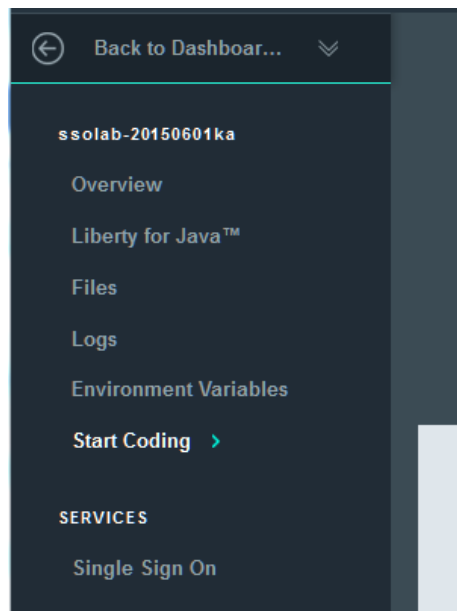 Back to Dashboar...
ssolab-20150601ka
Overview
Liberty for Java™
Files
Logs
Environment Variables
Start Coding >
SERVICES
Single Sign On